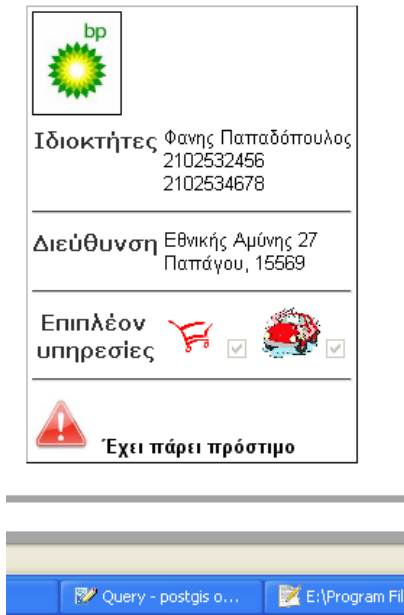 bp
Ιδιοκτήτες Φανης Παπαδόπουλος
2102532456
2102534678
Διεύθυνση Εθνικής Αμύνης 27
Παπάγου, 15569
Επιπλέον
υπηρεσίες
Έχει πάρει πρόστιμο
Query - postgis o... E:\Program Fil